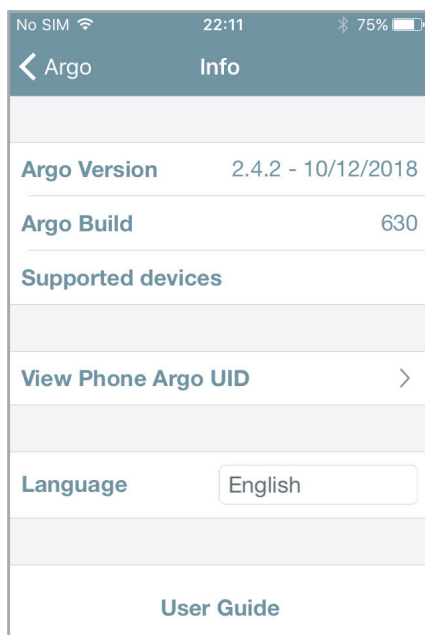 No SIM 22:11 75%
Argo Info
Argo Version 2.4.2 - 10/12/2018
Argo Build 630
Supported devices
View Phone Argo UID
Language English
User Guide